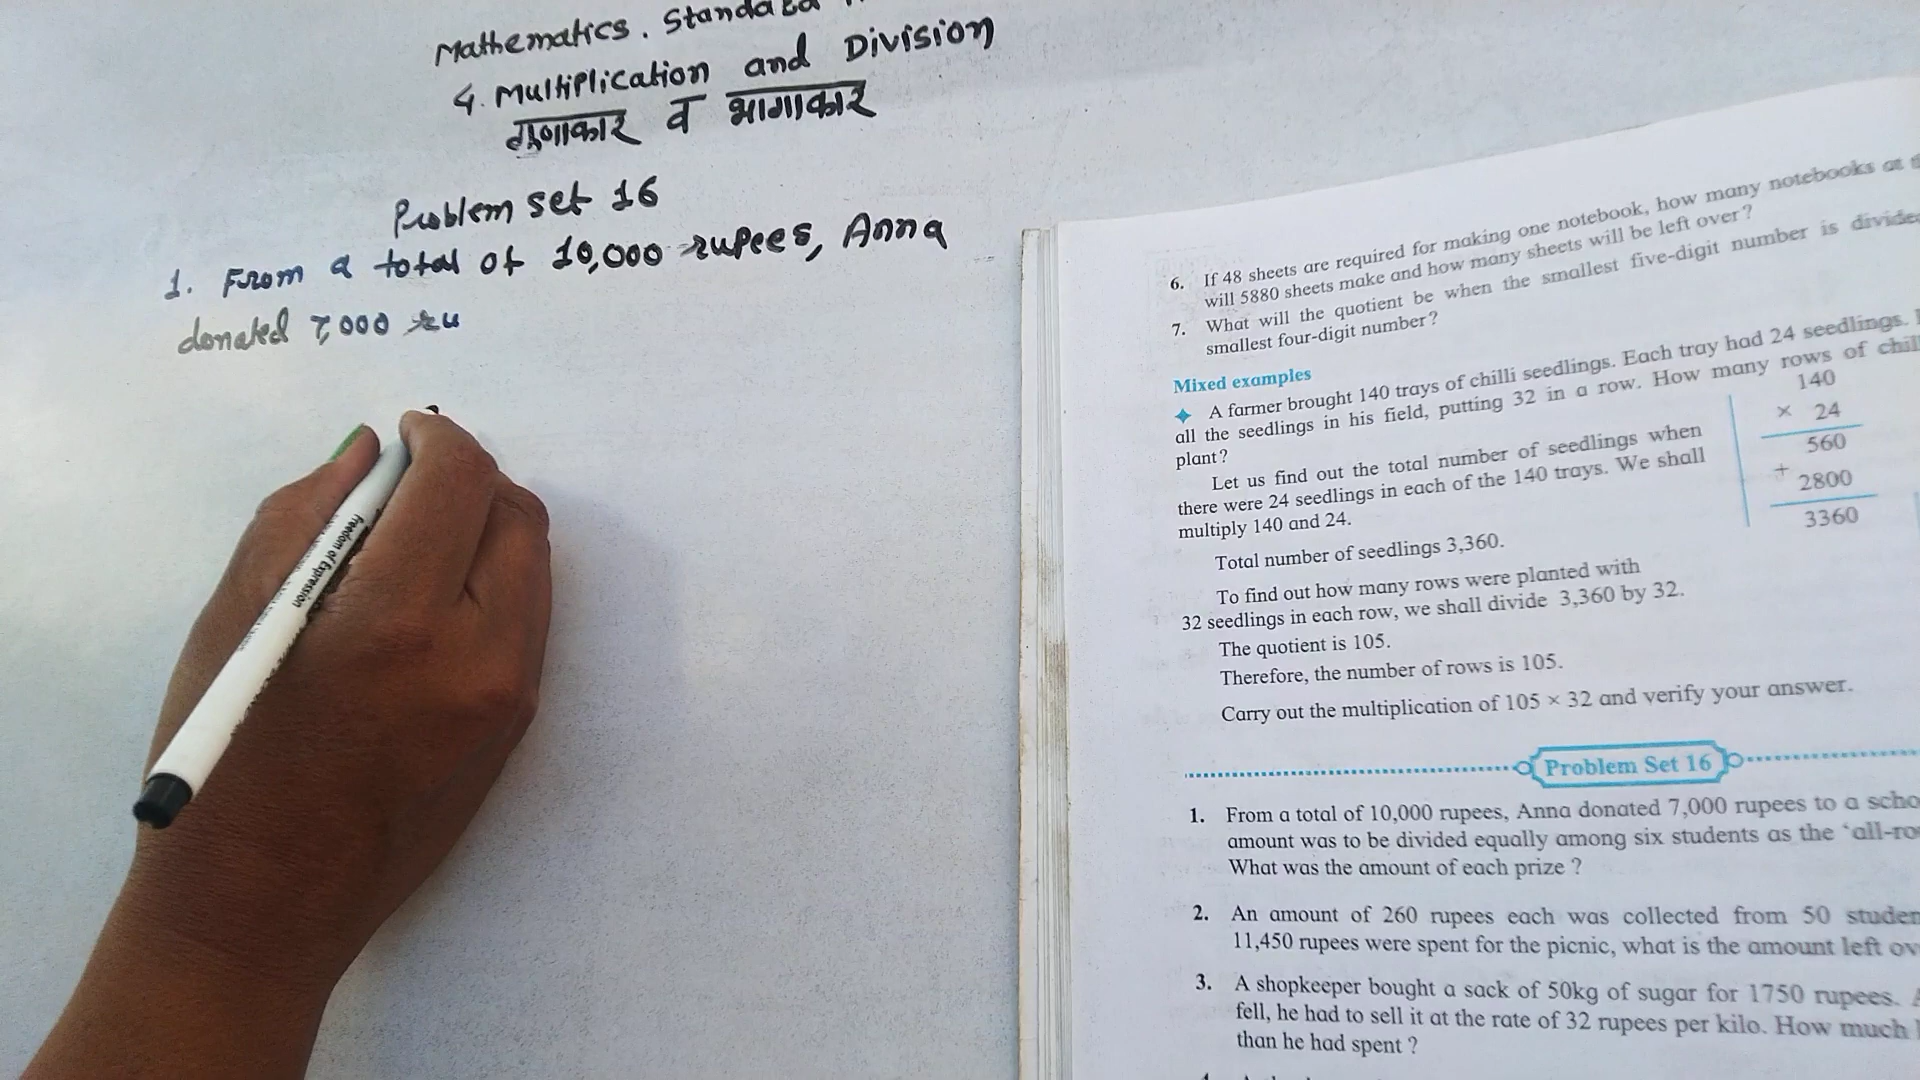 Mathematics. Standard
4. Multiplication and Division
गुणाकार व भागाकार
Problem set 16
1. From a total of 10,000 rupees, Anna
donated 7,000 ru
Freedom of Expression
6. If 48 sheets are required for making one notebook, how many notebooks at
will 5880 sheets make and how many sheets will be left over?
7. What will the quotient be when the smallest five-digit number is divided
smallest four-digit number?
Mixed examples
A farmer brought 140 trays of chilli seedlings. Each tray had 24 seedlings.
all the seedlings in his field, putting 32 in a row. How many rows of chil
plant?
Let us find out the total number of seedlings when
there were 24 seedlings in each of the 140 trays. We shall
multiply 140 and 24.
140
× 24
560
+
2800
3360
Total number of seedlings 3,360.
To find out how many rows were planted with
32 seedlings in each row, we shall divide 3,360 by 32.
The quotient is 105.
Therefore, the number of rows is 105.
Carry out the multiplication of 105 × 32 and verify your answer.
Problem Set 16
1. From a total of 10,000 rupees, Anna donated 7,000 rupees to a scho
amount was to be divided equally among six students as the ‘all-ro
What was the amount of each prize ?
2. An amount of 260 rupees each was collected from 50 studen
11,450 rupees were spent for the picnic, what is the amount left ov
3. A shopkeeper bought a sack of 50kg of sugar for 1750 rupees.
fell, he had to sell it at the rate of 32 rupees per kilo. How much
than he had spent ?